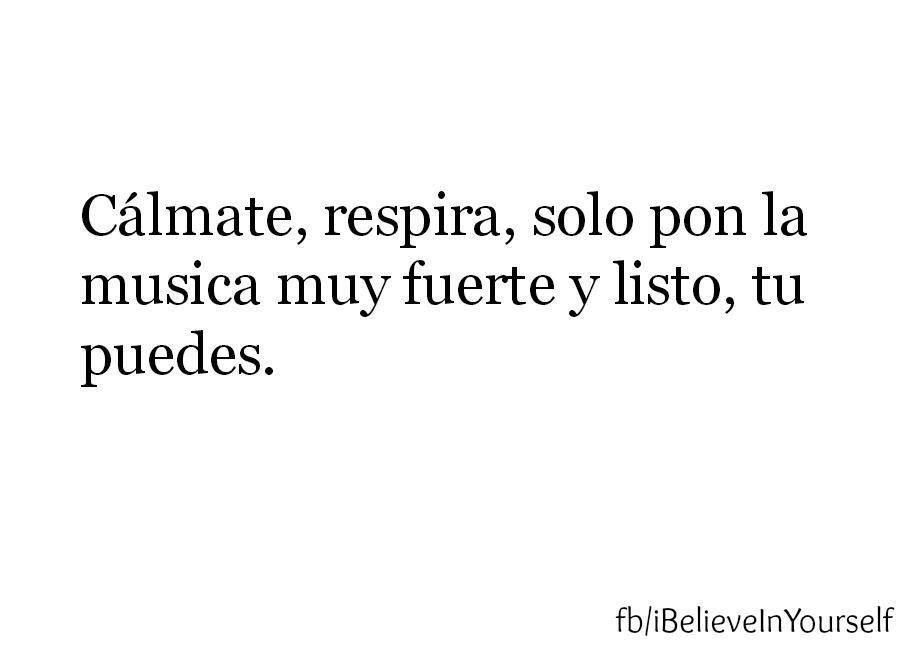 Cálmate, respira, solo pon la
musica muy fuerte y listo, tu
puedes.
fb/iBelieveInYourself